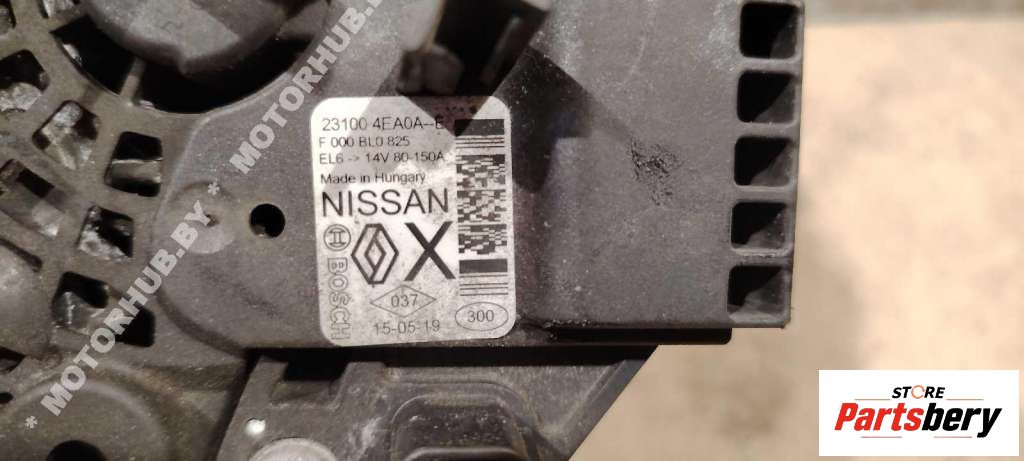 23100 4EA0A--E
F 000 BL0 825
EL6 -> 14V 80-150A
Made in Hungary
NISSAN
X
BOSCH
037
15-05-19
300
* MOTORHUB.BY * MOTORHUB.BY
STORE
Partsbery